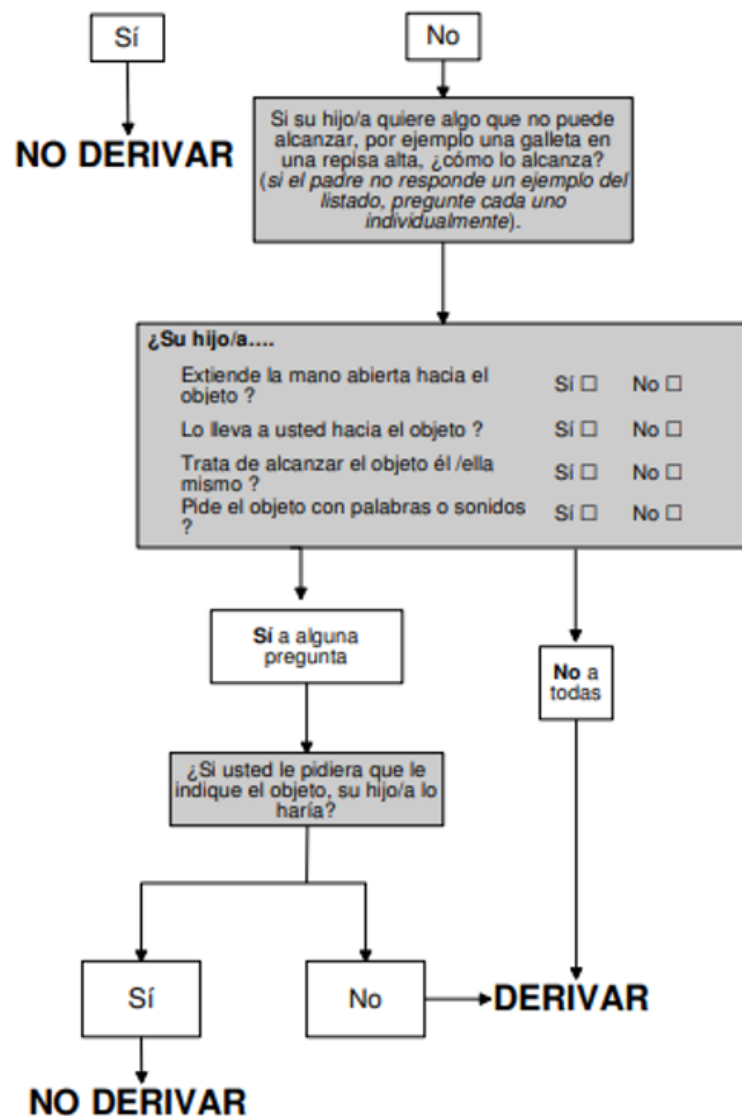 Sí
No
NO DERIVAR
Si su hijo/a quiere algo que no puede
alcanzar, por ejemplo una galleta en
una repisa alta, ¿cómo lo alcanza?
(si el padre no responde un ejemplo del
listado, pregunte cada uno
individualmente).
¿Su hijo/a....
Extiende la mano abierta hacia el
objeto ?
Sí ☐ No ☐
Lo lleva a usted hacia el objeto ?
Sí ☐ No ☐
Trata de alcanzar el objeto él /ella
mismo ?
Sí ☐ No ☐
Pide el objeto con palabras o sonidos
?
Sí ☐ No ☐
Sí a alguna
pregunta
No a
todas
¿Si usted le pidiera que le
indique el objeto, su hijo/a lo
haría?
Sí
No
DERIVAR
NO DERIVAR